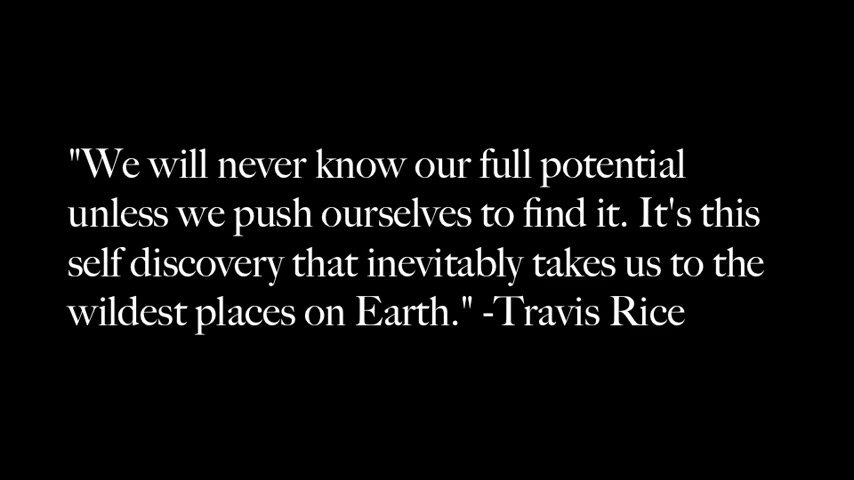 "We will never know our full potential
unless we push ourselves to find it. It's this
self discovery that inevitably takes us to the
wildest places on Earth." -Travis Rice